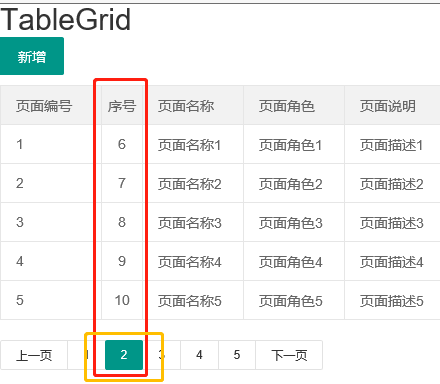 TableGrid
新增
页面编号 序号 页面名称 页面角色 页面说明
1 6 页面名称1 页面角色1 页面描述1
2 7 页面名称2 页面角色2 页面描述2
3 8 页面名称3 页面角色3 页面描述3
4 9 页面名称4 页面角色4 页面描述4
5 10 页面名称5 页面角色5 页面描述5
上一页 1 2 3 4 5 下一页